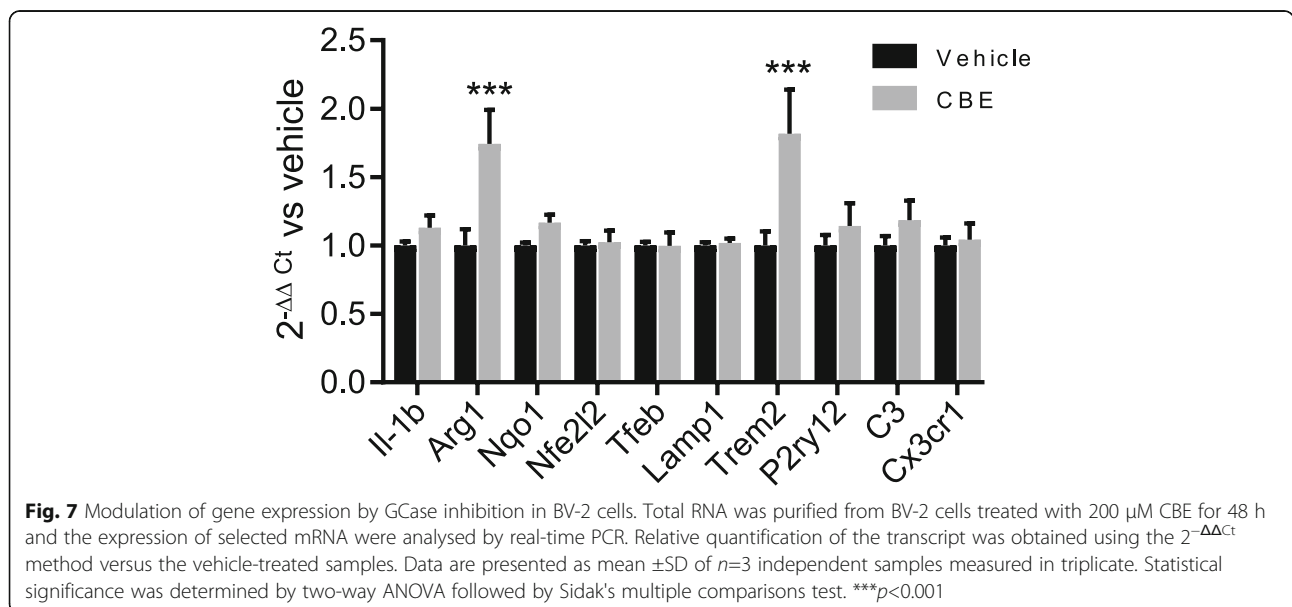 2.5
2.0
1.5
1.0
0.5
0.0
2-ΔΔ Ct vs vehicle
Vehicle
CBE
***
***
Il-1b
Arg1
Nqo1
Nfe2l2
Tfeb
Lamp1
Trem2
P2ry12
C3
Cx3cr1
Fig. 7 Modulation of gene expression by GCase inhibition in BV-2 cells. Total RNA was purified from BV-2 cells treated with 200 μM CBE for 48 h
and the expression of selected mRNA were analysed by real-time PCR. Relative quantification of the transcript was obtained using the 2−ΔΔCt
method versus the vehicle-treated samples. Data are presented as mean ±SD of n=3 independent samples measured in triplicate. Statistical
significance was determined by two-way ANOVA followed by Sidak's multiple comparisons test. ***p<0.001